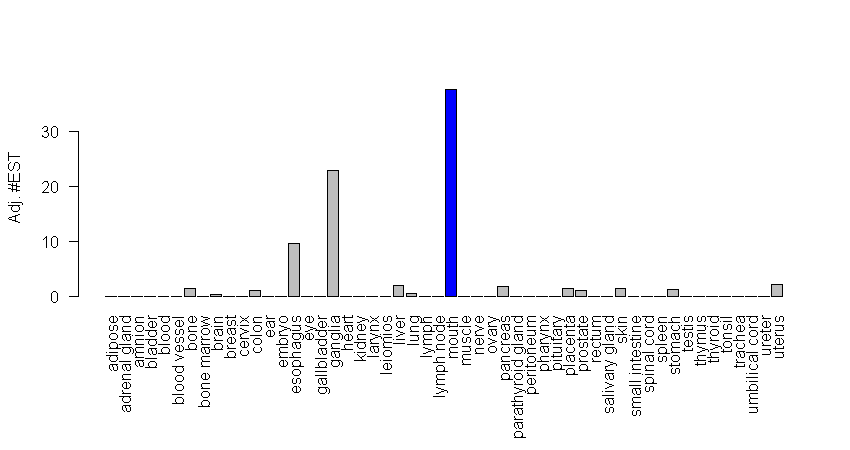 Adj. #EST
30
20
10
0
adipose
adrenal gland
amnion
bladder
blood
blood vessel
bone
bone marrow
brain
breast
cervix
colon
ear
embryo
esophagus
eye
gallbladder
ganglia
heart
kidney
larynx
leiomios
liver
lung
lymph
lymph node
mouth
muscle
nerve
ovary
pancreas
parathyroid gland
peritoneum
pharynx
pituitary
placenta
prostate
rectum
salivary gland
skin
small intestine
spinal cord
spleen
stomach
testis
thymus
thyroid
tonsil
trachea
umbilical cord
ureter
uterus